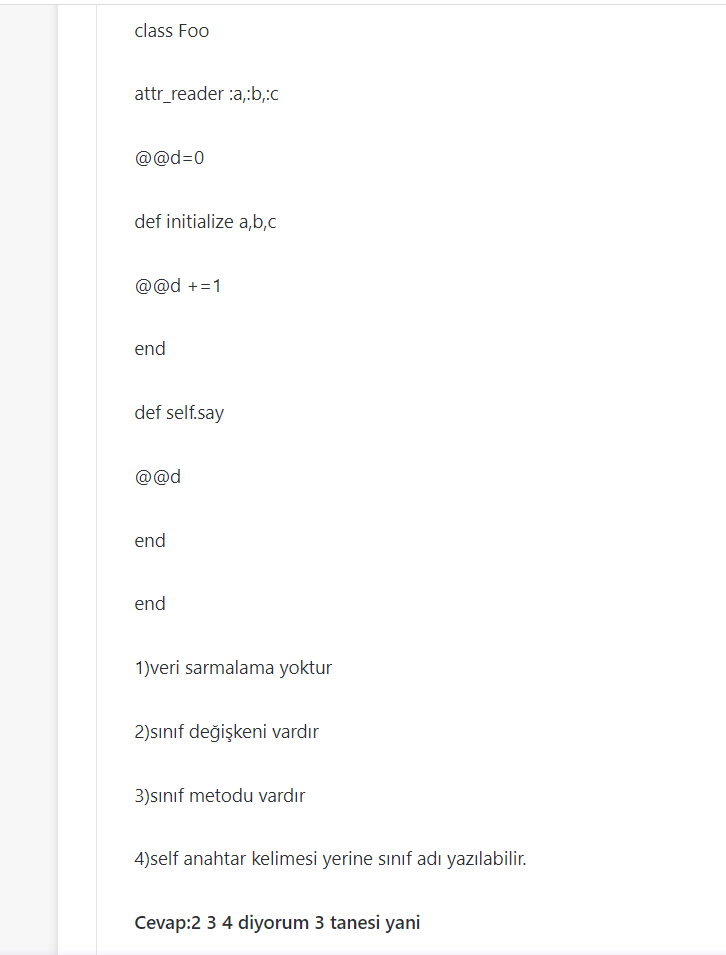 class Foo
attr_reader :a,:b,:c
@@d=0
def initialize a,b,c
@@d +=1
end
def self.say
@@d
end
end
1)veri sarmalama yoktur
2)sınıf değişkeni vardır
3)sınıf metodu vardır
4)self anahtar kelimesi yerine sınıf adı yazılabilir.
Cevap:2 3 4 diyorum 3 tanesi yani